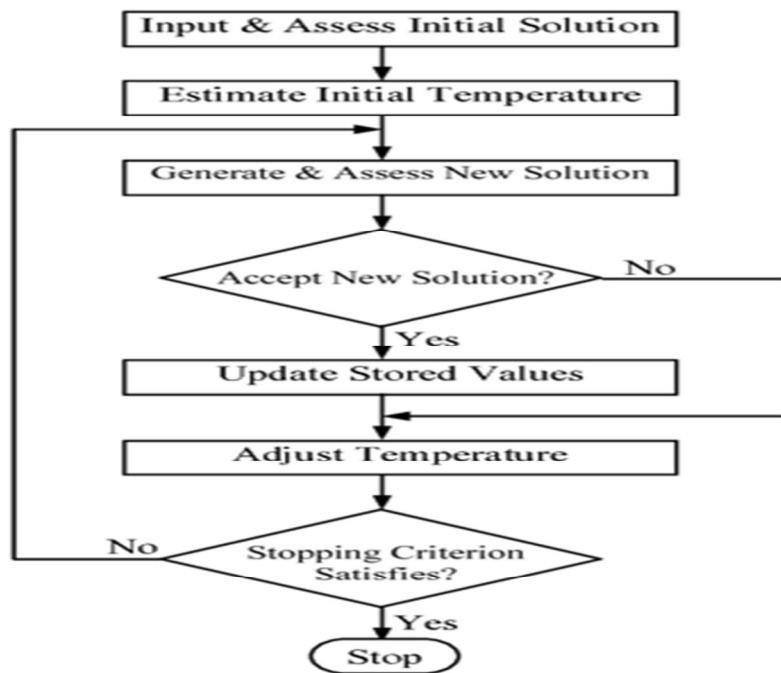 Input & Assess Initial Solution
Estimate Initial Temperature
Generate & Assess New Solution
Accept New Solution?
No
Yes
Update Stored Values
Adjust Temperature
No
Stopping Criterion
Satisfies?
Yes
Stop